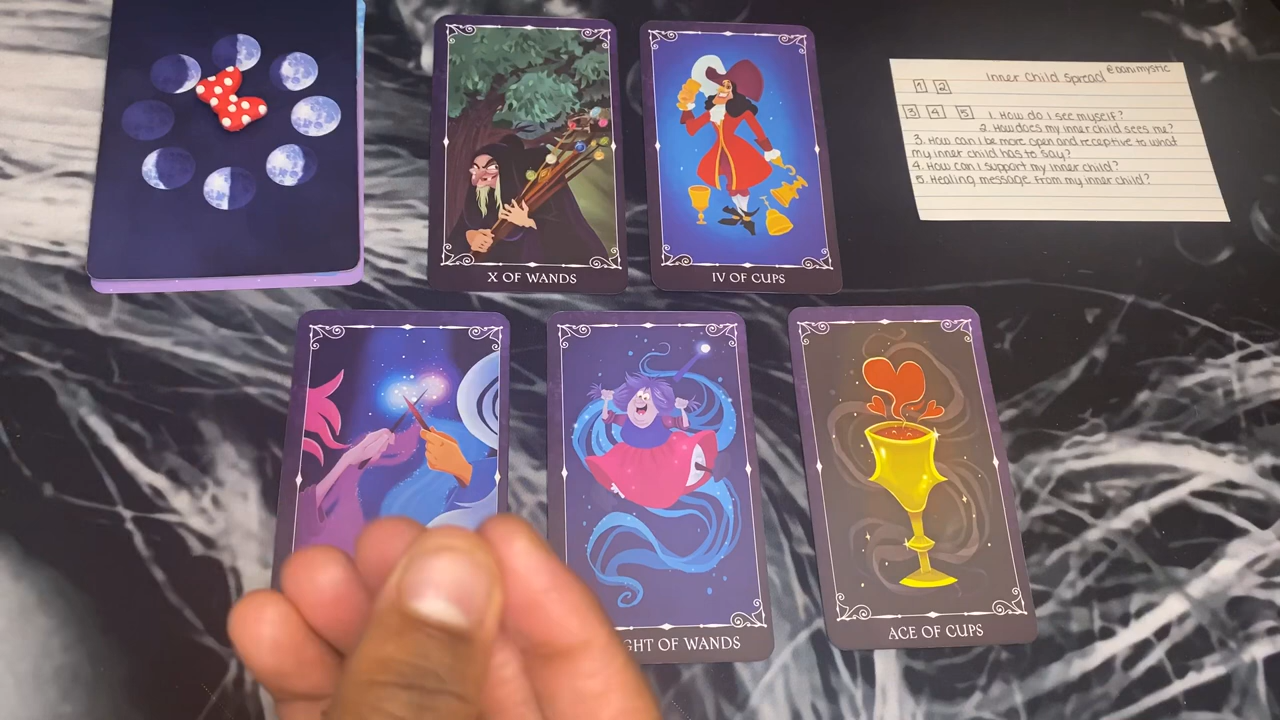 X OF WANDS
IV OF CUPS
@danimystic
Inner Child Spread
1 2
3 4 5 1. How do I see myself?
2. How does my inner child sees me?
3. How can I be more open and receptive to what
my inner child has to say?
4. How can I support my inner child?
5. Healing message from my inner child?
GHT OF WANDS
ACE OF CUPS